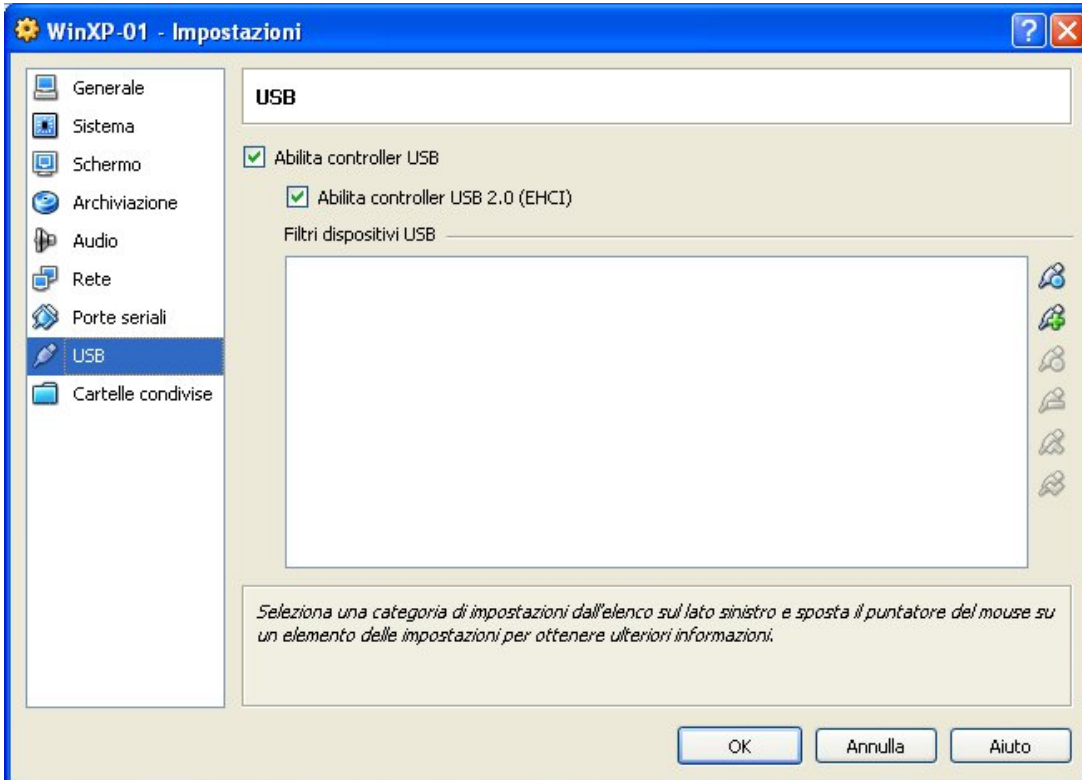 WinXP-01 - Impostazioni
Generale
Sistema
Schermo
Archiviazione
Audio
Rete
Porte seriali
USB
Cartelle condivise
USB
Abilita controller USB
Abilita controller USB 2.0 (EHCI)
Filtri dispositivi USB
Seleziona una categoria di impostazioni dall'elenco sul lato sinistro e sposta il puntatore del mouse su
un elemento delle impostazioni per ottenere ulteriori informazioni.
OK
Annulla
Aiuto